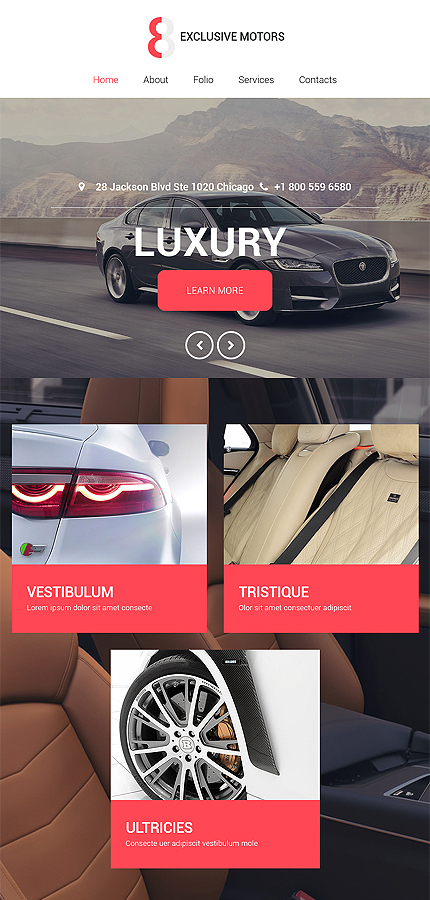 EXCLUSIVE MOTORS
Home About Folio Services Contacts
28 Jackson Blvd Ste 1020 Chicago +1 800 559 6580
LUXURY
LEARN MORE
VESTIBULUM
Lorem ipsum dolor sit amet consecte
TRISTIQUE
Olor sit amet consectuer adipiscit
ULTRICIES
Consecte uer adipiscit vestibulum mole